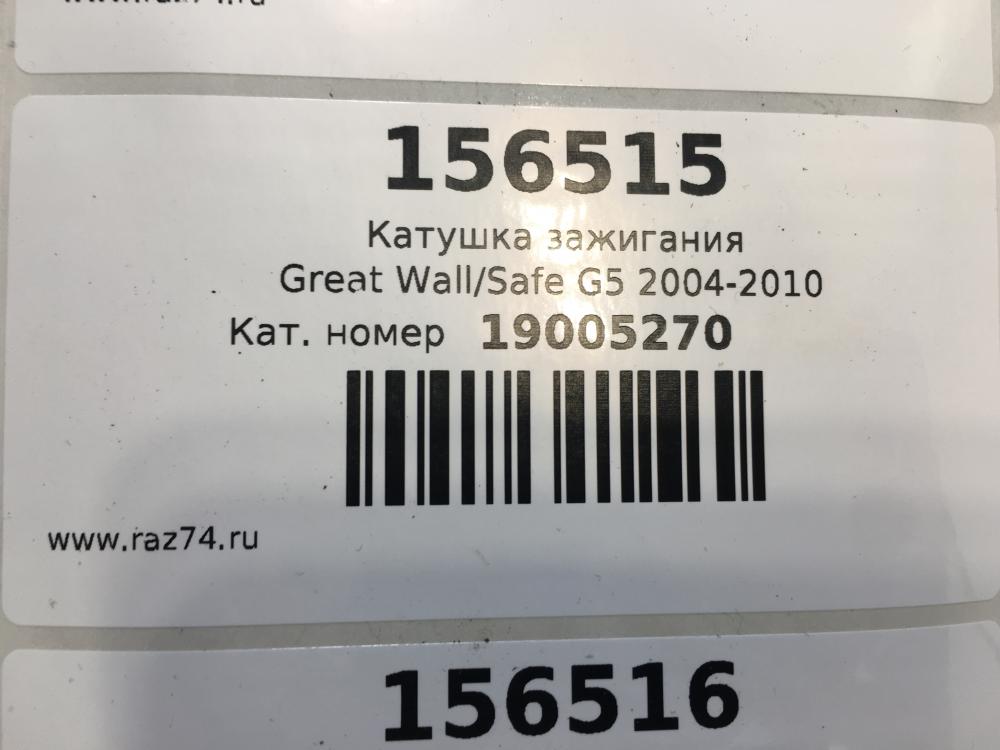 156515
Катушка зажигания
Great Wall/Safe G5 2004-2010
Кат. номер 19005270
www.raz74.ru
156516